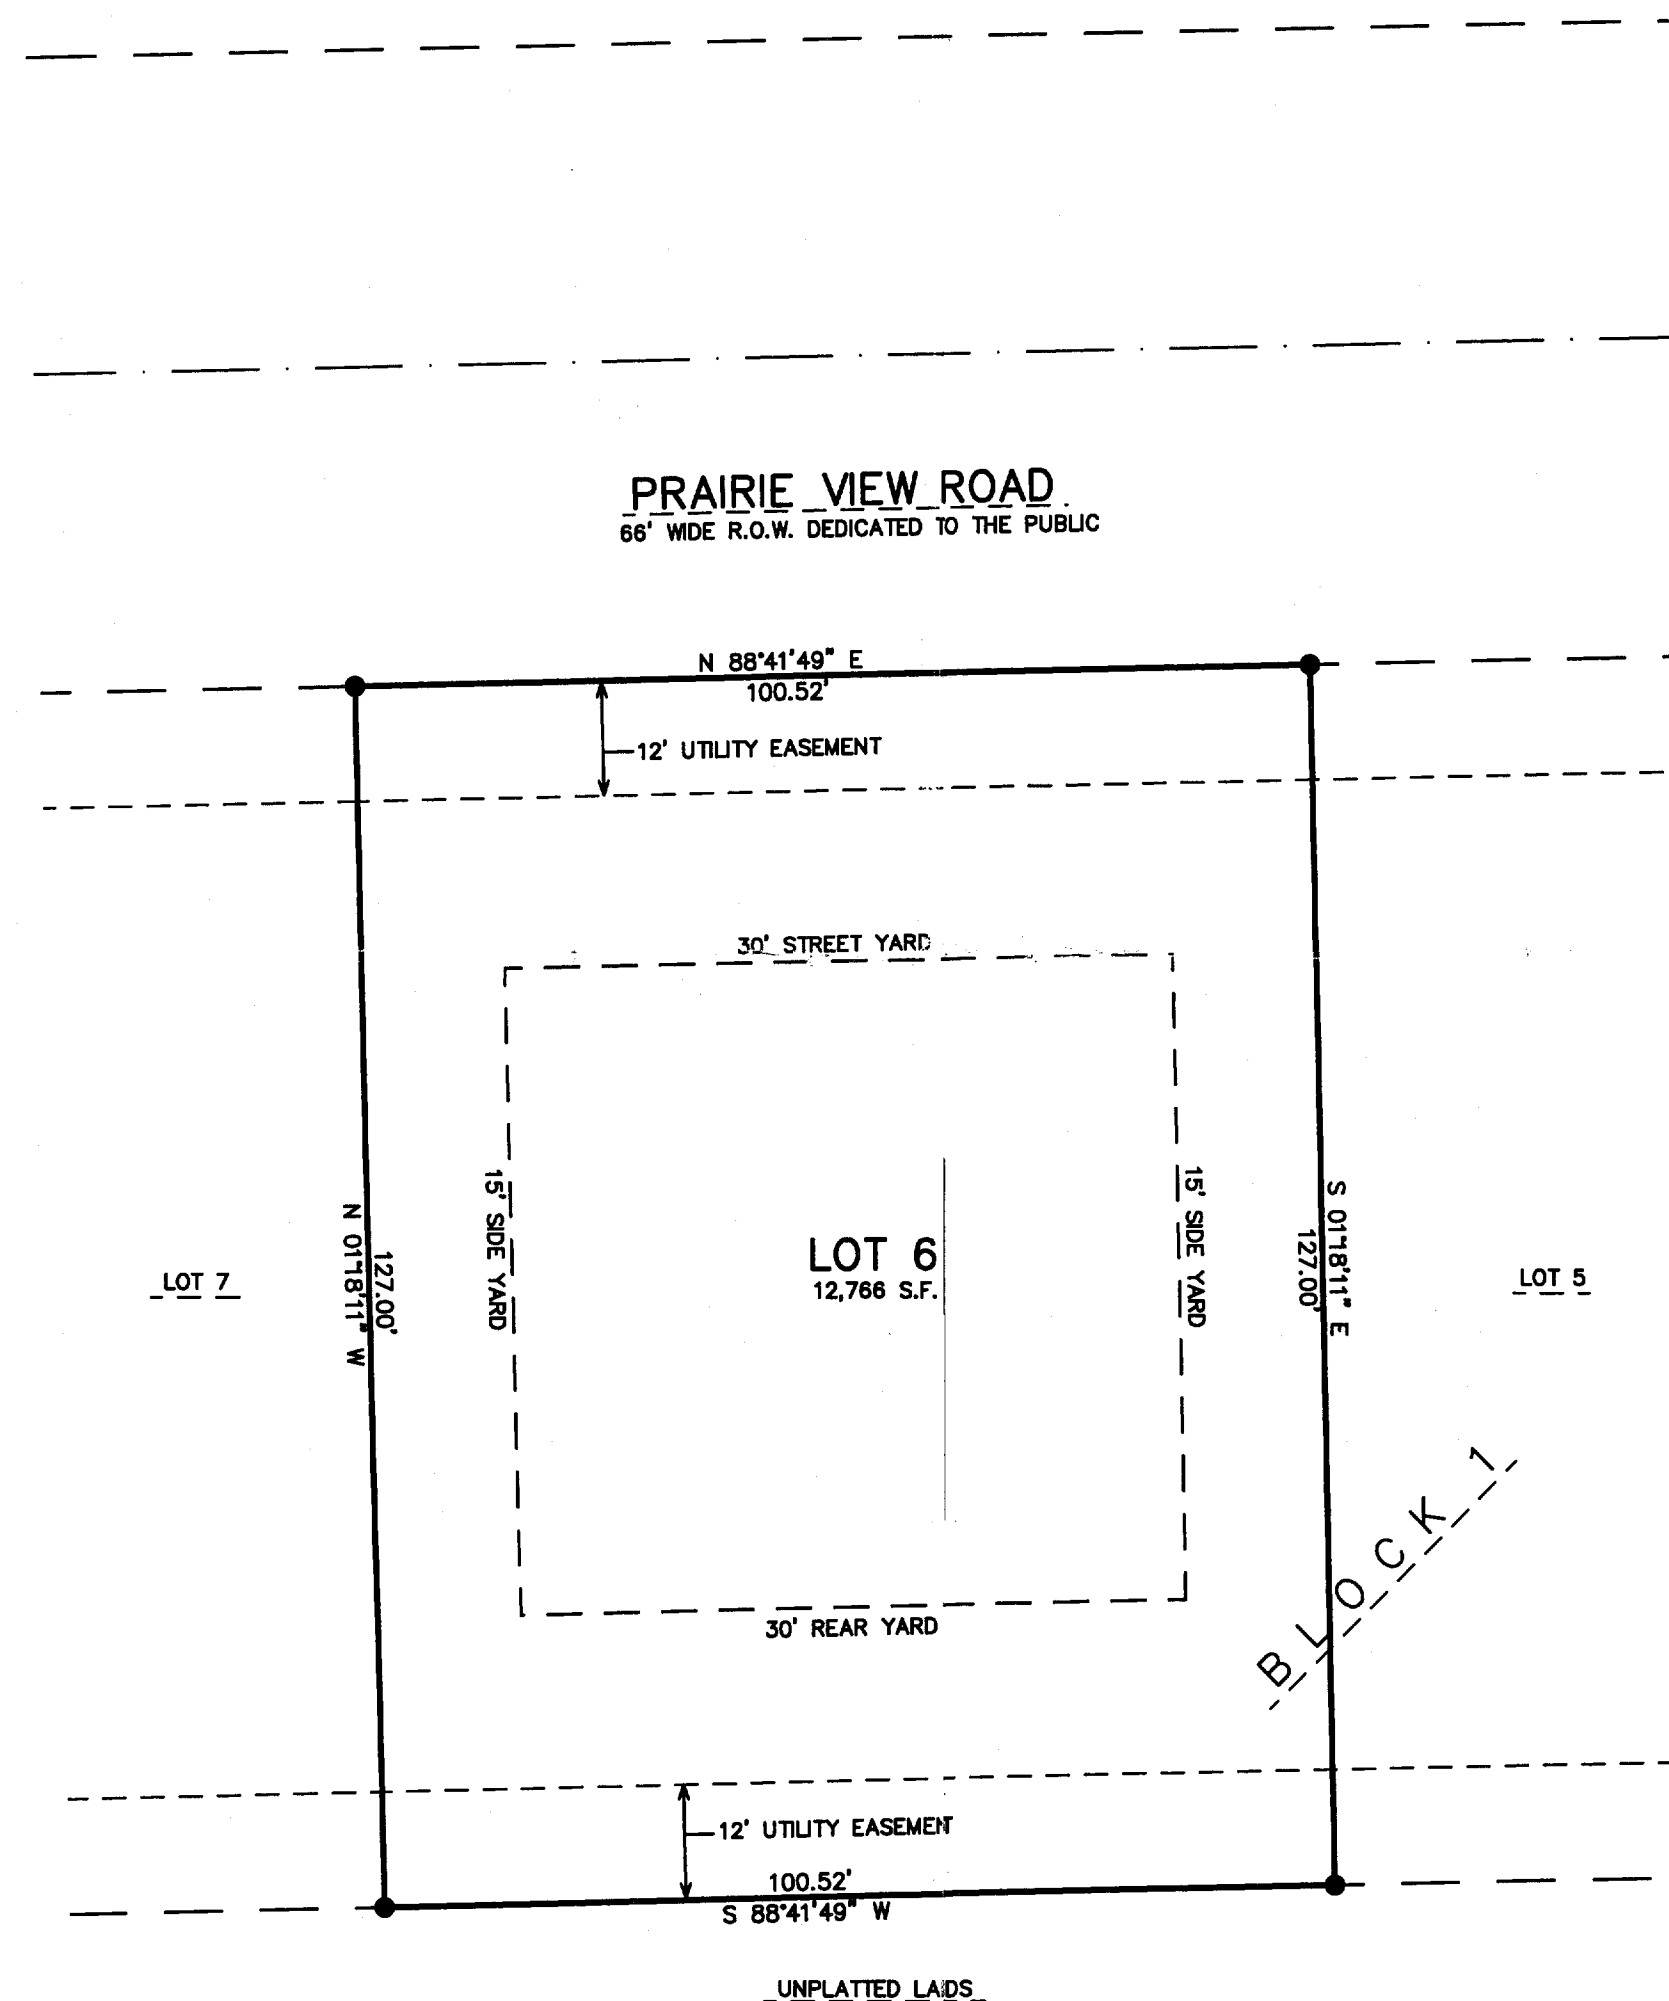 PRAIRIE VIEW ROAD
66' WIDE R.O.W. DEDICATED TO THE PUBLIC
N 88°41'49" E
100.52'
12' UTILITY EASEMENT
30' STREET YARD
15' SIDE YARD
15' SIDE YARD
N 01°18'11" W
127.00'
S 01°18'11" E
127.00'
LOT 7
LOT 6
12,766 S.F.
LOT 5
BLOCK 1
30' REAR YARD
12' UTILITY EASEMENT
100.52'
S 88°41'49" W
UNPLATTED LANDS